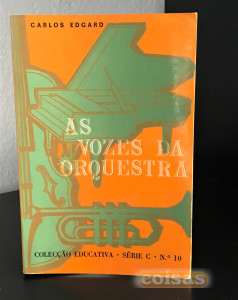 CARLOS EDGARD
AS
VOZES DA
ORQUESTRA
COLECÇÃO EDUCATIVA · SÉRIE C · N.º 10
coisas